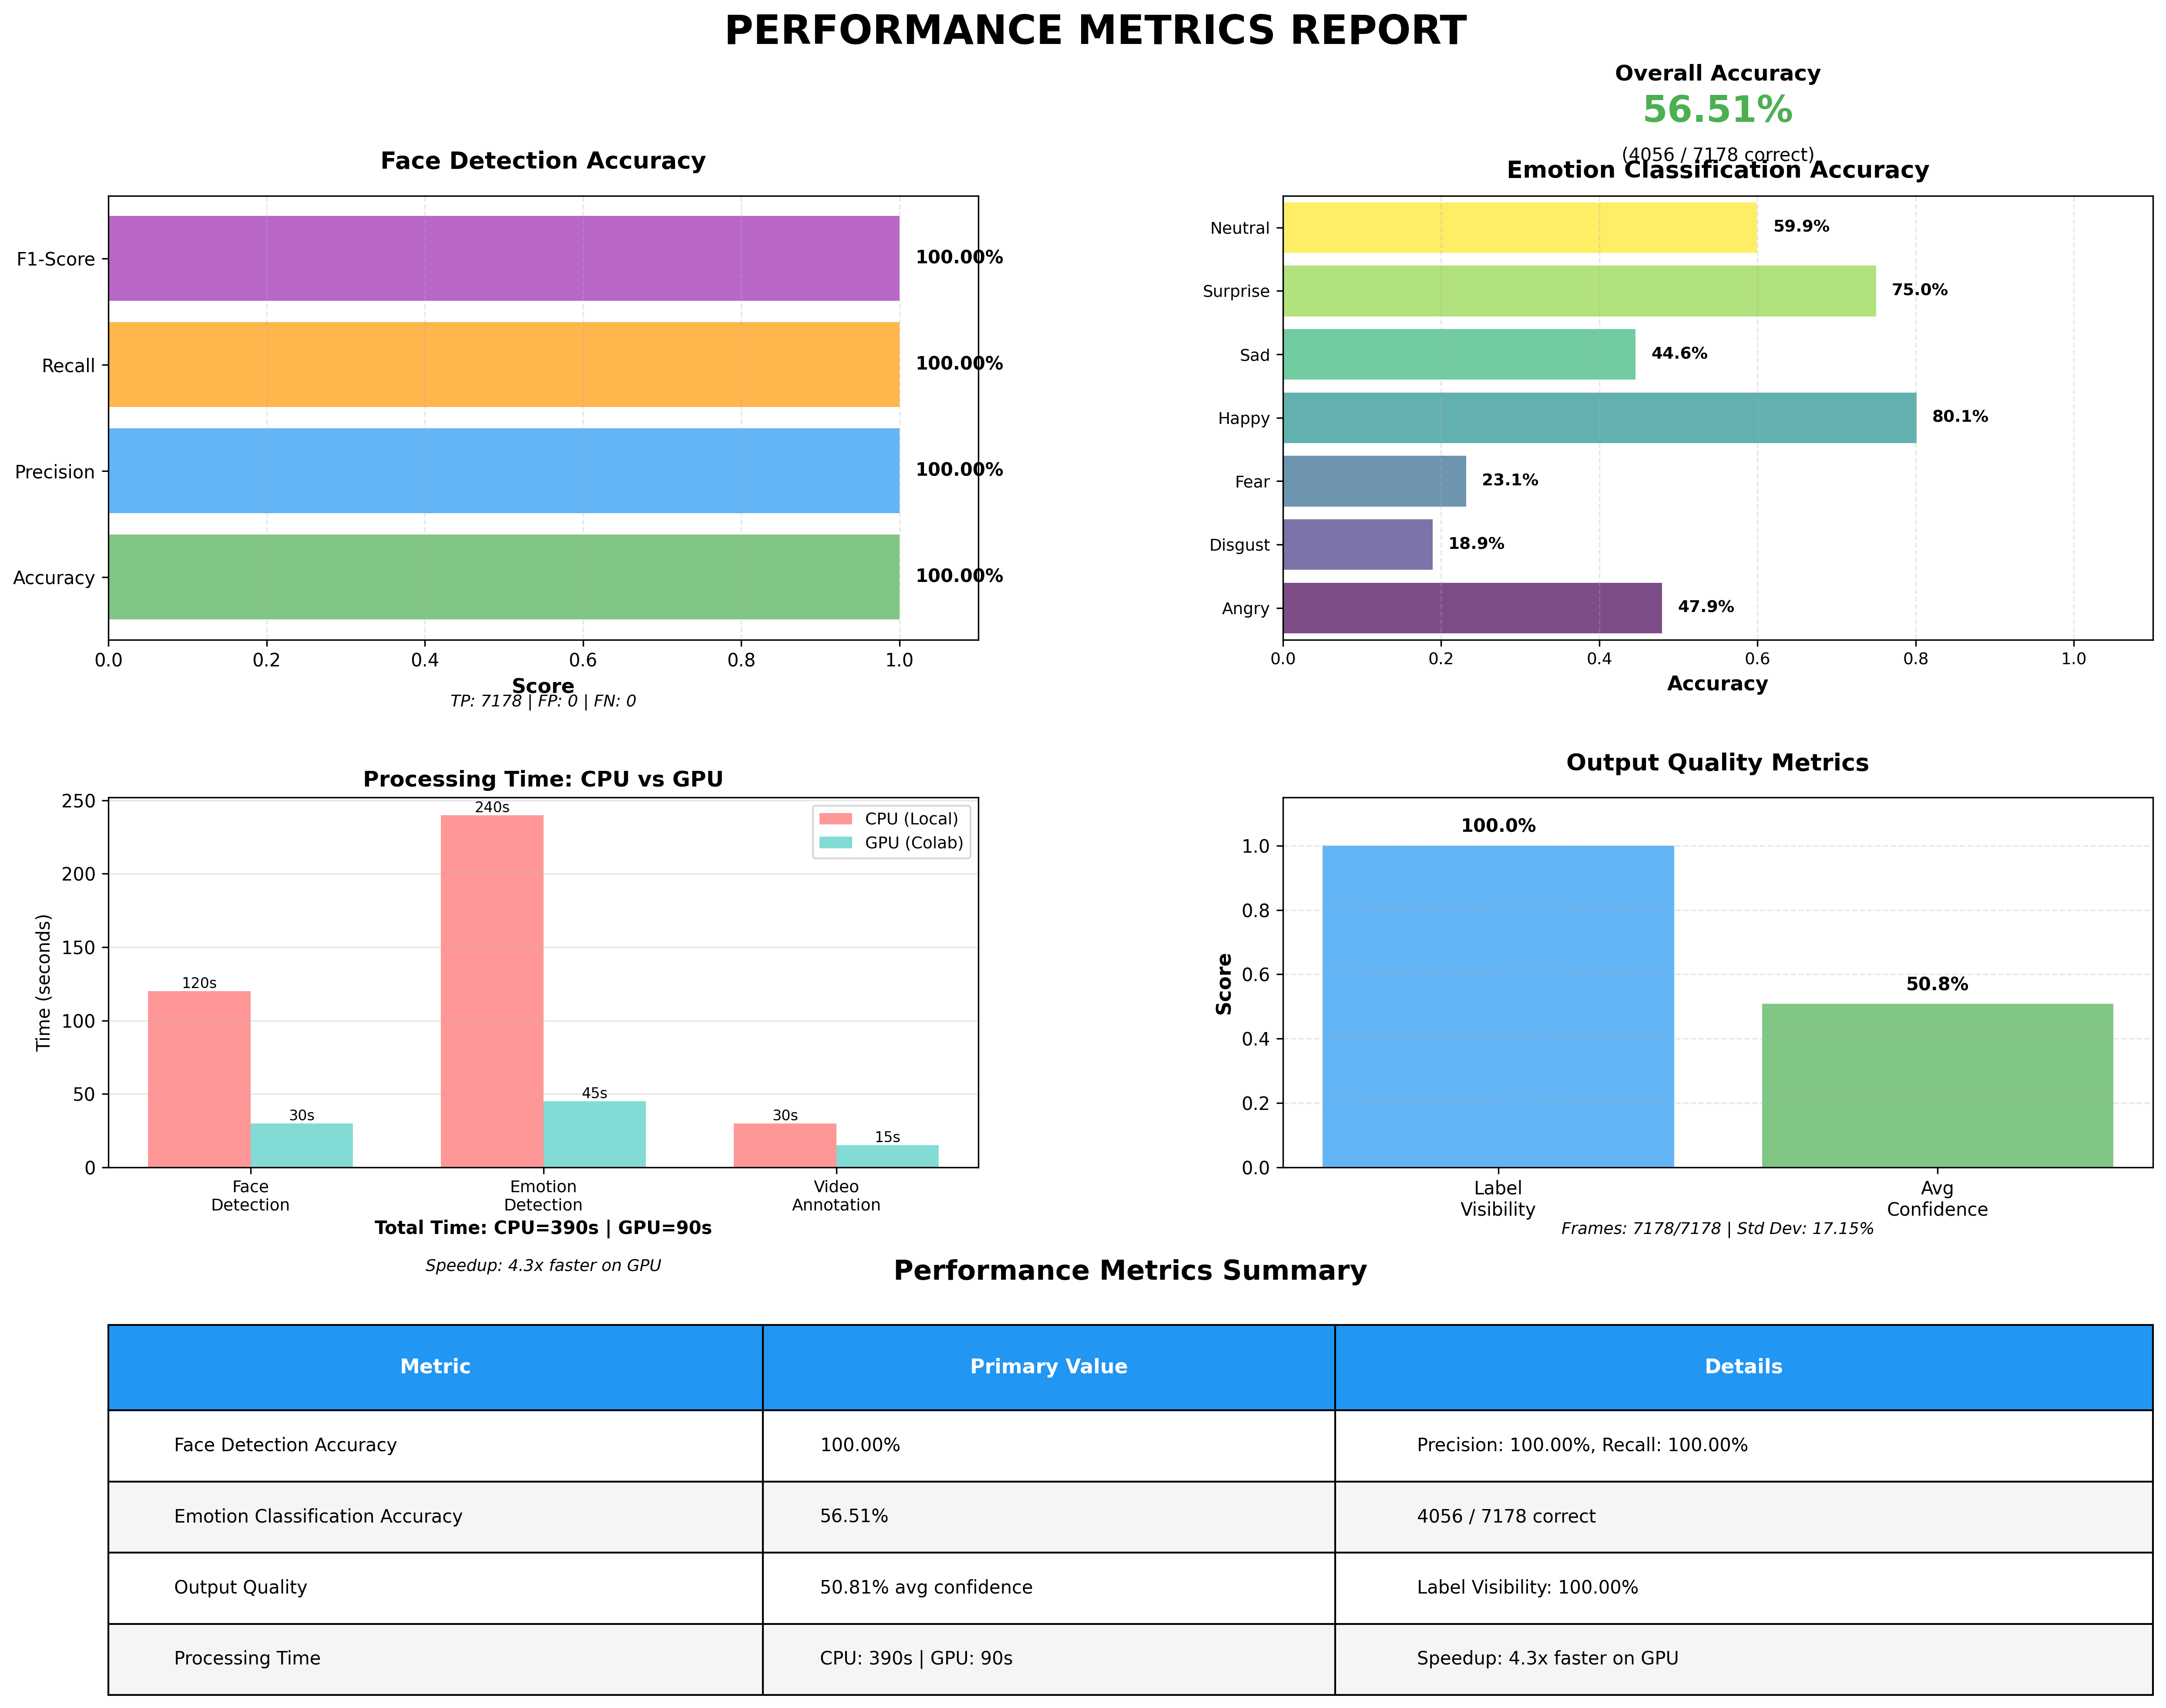 PERFORMANCE METRICS REPORT
Overall Accuracy
56.51%
(4056 / 7178 correct)
Face Detection Accuracy
F1-Score
100.00%
Recall
100.00%
Precision
100.00%
Accuracy
100.00%
0.0 0.2 0.4 0.6 0.8 1.0
Score
TP: 7178 | FP: 0 | FN: 0
Emotion Classification Accuracy
Neutral
59.9%
Surprise
75.0%
Sad
44.6%
Happy
80.1%
Fear
23.1%
Disgust
18.9%
Angry
47.9%
0.0 0.2 0.4 0.6 0.8 1.0
Accuracy
Processing Time: CPU vs GPU
CPU (Local)
GPU (Colab)
Time (seconds)
250
200
150
100
50
0
120s
30s
240s
45s
30s
15s
Face
Detection
Emotion
Detection
Video
Annotation
Total Time: CPU=390s | GPU=90s
Speedup: 4.3x faster on GPU
Output Quality Metrics
Score
1.0
0.8
0.6
0.4
0.2
0.0
100.0%
50.8%
Label
Visibility
Avg
Confidence
Frames: 7178/7178 | Std Dev: 17.15%
Performance Metrics Summary
Metric Primary Value Details
Face Detection Accuracy 100.00% Precision: 100.00%, Recall: 100.00%
Emotion Classification Accuracy 56.51% 4056 / 7178 correct
Output Quality 50.81% avg confidence Label Visibility: 100.00%
Processing Time CPU: 390s | GPU: 90s Speedup: 4.3x faster on GPU